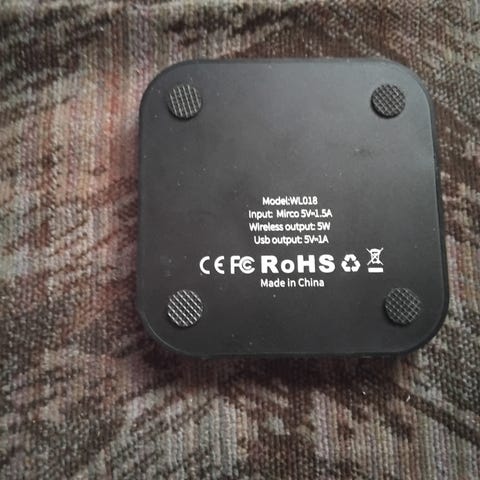 Model:WL018
Input: Mirco 5V=1.5A
Wireless output: 5W
Usb output: 5V=1A
CE FC RoHS
Made in China